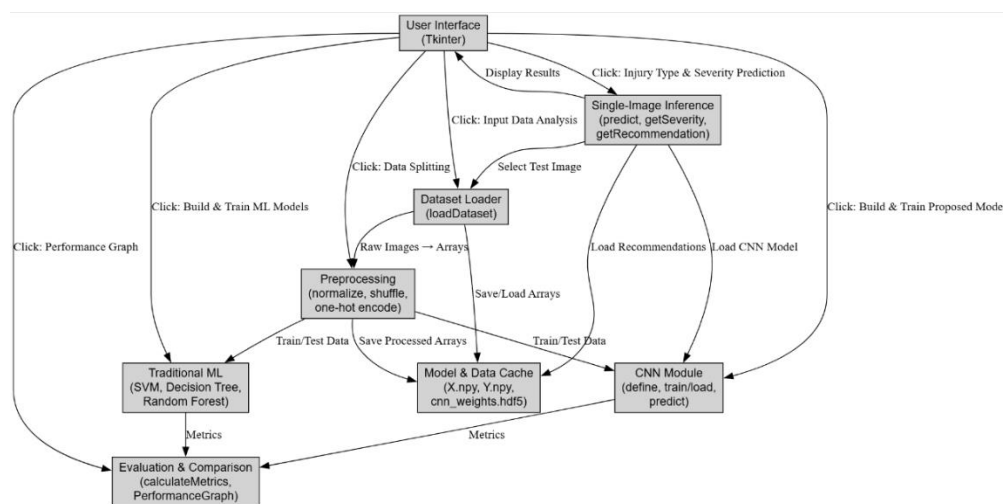 User Interface
(Tkinter)
Display Results
Click: Injury Type & Severity Prediction
Single-Image Inference
(predict, getSeverity,
getRecommendation)
Click: Input Data Analysis
Click: Data Splitting
Select Test Image
Dataset Loader
(loadDataset)
Click: Build & Train ML Models
Click: Build & Train Proposed Mode
Click: Performance Graph
Raw Images → Arrays
Load Recommendations
Load CNN Model
Preprocessing
(normalize, shuffle,
one-hot encode)
Save/Load Arrays
Train/Test Data
Save Processed Arrays
Train/Test Data
Traditional ML
(SVM, Decision Tree,
Random Forest)
Model & Data Cache
(X.npy, Y.npy,
cnn_weights.hdf5)
CNN Module
(define, train/load,
predict)
Metrics
Metrics
Evaluation & Comparison
(calculateMetrics,
PerformanceGraph)